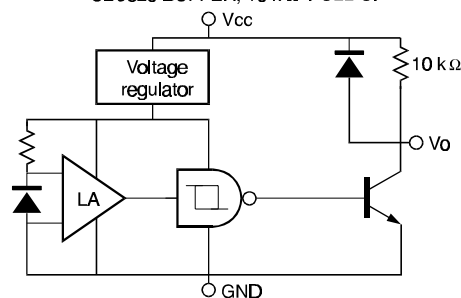 Vcc
Voltage
regulator
10 kΩ
Vo
LA
GND